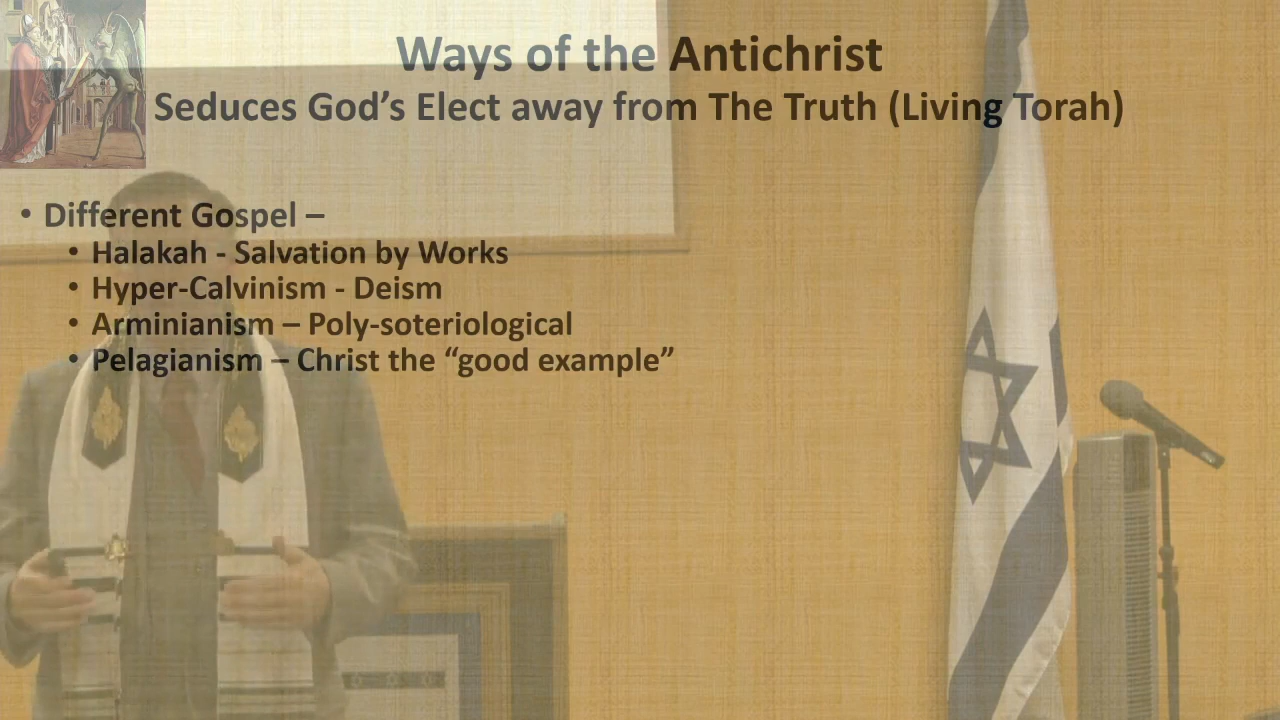 Ways of the Antichrist
Seduces God’s Elect away from The Truth (Living Torah)
• Different Gospel –
• Halakah - Salvation by Works
• Hyper-Calvinism - Deism
• Arminianism – Poly-soteriological
• Pelagianism – Christ the “good example”